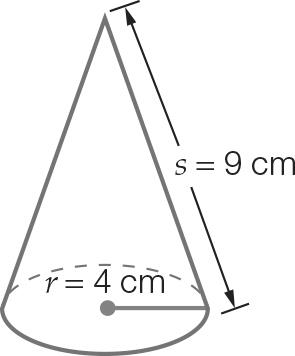 s = 9 cm
r = 4 cm